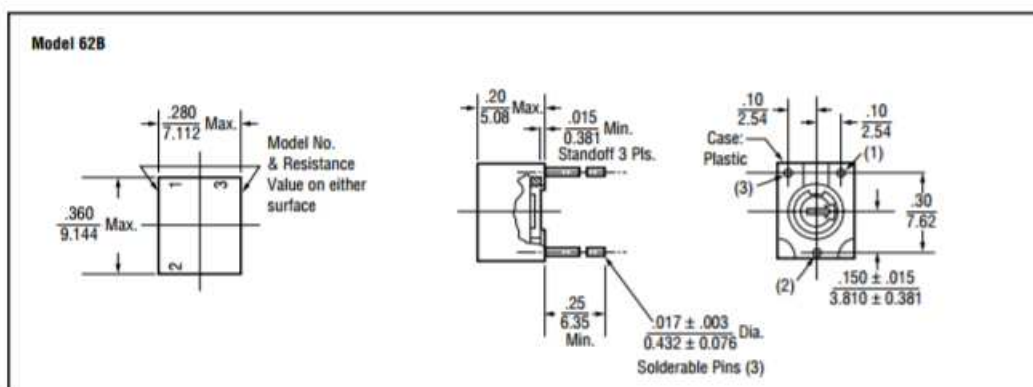 Model 62B
.280
7.112
Max.
Model No.
& Resistance
Value on either
surface
1
3
2
.360
9.144
Max.
.20
5.08
Max.
.015
0.381
Min.
Standoff 3 Pls.
.25
6.35
Min.
.017 ± .003
0.432 ± 0.076
Dia.
Solderable Pins (3)
.10
2.54
.10
2.54
Case:
Plastic
(1)
(3)
(2)
.30
7.62
.150 ± .015
3.810 ± 0.381